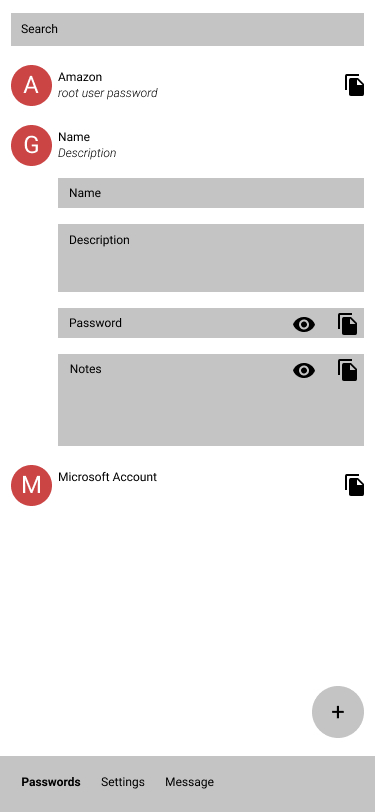 Search
A
Amazon
root user password
G
Name
Description
Name
Description
Password
Notes
M
Microsoft Account
+
Passwords Settings Message